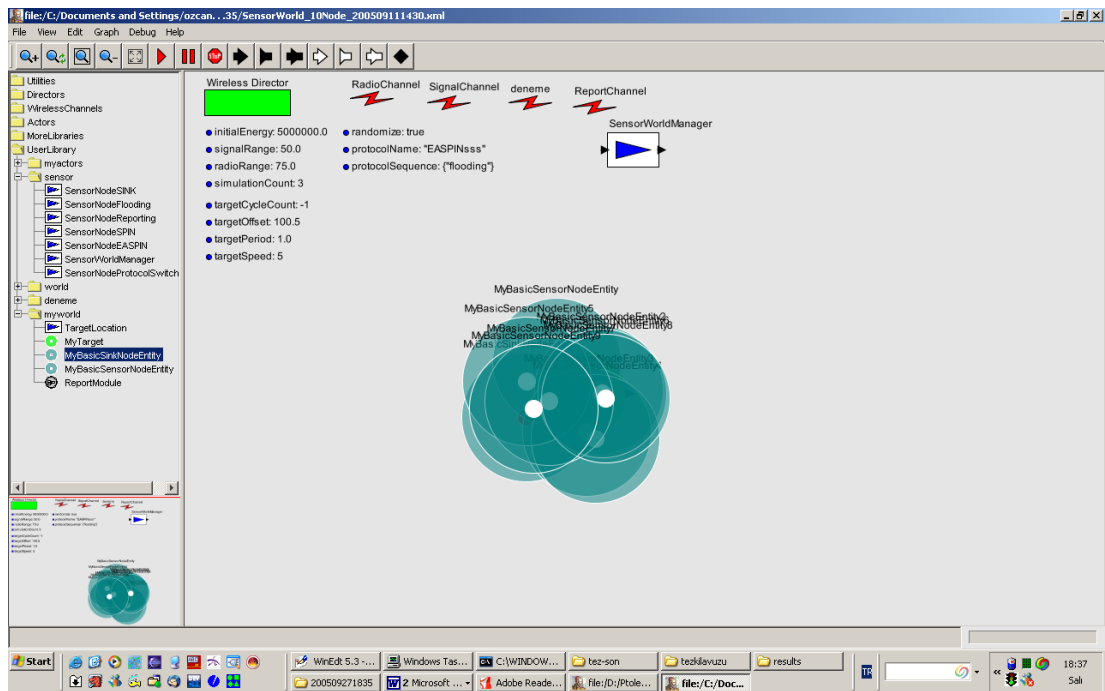 file:/C:/Documents and Settings/ozcan. . .35/SensorWorld_10Node_200509111430.xml
File View Edit Graph Debug Help
STOP
Utilities
Directors
WirelessChannels
Actors
MoreLibraries
UserLibrary
myactors
sensor
SensorNodeSINK
SensorNodeFlooding
SensorNodeReporting
SensorNodeSPIN
SensorNodeEASPIN
SensorWorldManager
SensorNodeProtocolSwitch
world
deneme
myworld
TargetLocation
MyTarget
MyBasicSinkNodeEntity
MyBasicSensorNodeEntity
ReportModule
Wireless Director
RadioChannel
SignalChannel
deneme
ReportChannel
SensorWorldManager
initialEnergy: 5000000.0
randomize: true
signalRange: 50.0
protocolName: "EASPINsss"
radioRange: 75.0
protocolSequence: {"flooding"}
simulationCount: 3
targetCycleCount: -1
targetOffset: 100.5
targetPeriod: 1.0
targetSpeed: 5
MyBasicSensorNodeEntity
MyBasicSensorNodeEntity5
MyBasicSensorNodeEntity2
MyBasicSensorNodeEntity9
Start
WinEdt 5.3 -...
Windows Tas...
C:\WINDOW...
tez-son
tezkilavuzu
results
TR
18:37
200509271835
2 Microsoft ...
Adobe Reade...
file:/D:/Ptole...
file:/C:/Doc...
Salı